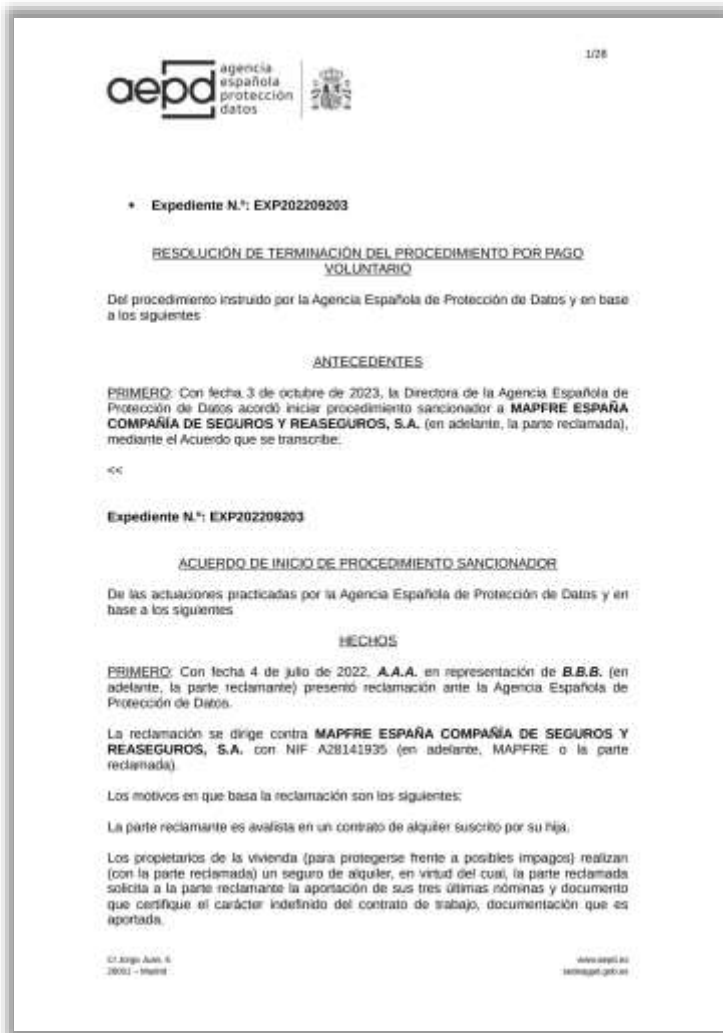 1/28
aepd
agencia
española
protección
datos
• Expediente N.º: EXP202209203
RESOLUCIÓN DE TERMINACIÓN DEL PROCEDIMIENTO POR PAGO
VOLUNTARIO
Del procedimiento instruido por la Agencia Española de Protección de Datos y en base
a los siguientes
ANTECEDENTES
PRIMERO: Con fecha 3 de octubre de 2023, la Directora de la Agencia Española de
Protección de Datos acordó iniciar procedimiento sancionador a MAPFRE ESPAÑA
COMPAÑÍA DE SEGUROS Y REASEGUROS, S.A. (en adelante, la parte reclamada),
mediante el Acuerdo que se transcribe:
<<
Expediente N.º: EXP202209203
ACUERDO DE INICIO DE PROCEDIMIENTO SANCIONADOR
De las actuaciones practicadas por la Agencia Española de Protección de Datos y en
base a los siguientes
HECHOS
PRIMERO: Con fecha 4 de julio de 2022, A.A.A. en representación de B.B.B. (en
adelante, la parte reclamante) presentó reclamación ante la Agencia Española de
Protección de Datos.
La reclamación se dirige contra MAPFRE ESPAÑA COMPAÑÍA DE SEGUROS Y
REASEGUROS, S.A. con NIF A28141935 (en adelante, MAPFRE o la parte
reclamada).
Los motivos en que basa la reclamación son los siguientes:
La parte reclamante es avalista en un contrato de alquiler suscrito por su hija.
Los propietarios de la vivienda (para protegerse frente a posibles impagos) realizan
(con la parte reclamada) un seguro de alquiler, en virtud del cual, la parte reclamada
solicita a la parte reclamante la aportación de sus tres últimas nóminas y documento
que certifique el carácter indefinido del contrato de trabajo, documentación que es
aportada.
C/ Jorge Juan, 6
28001 – Madrid
www.aepd.es
sedeagpd.gob.es